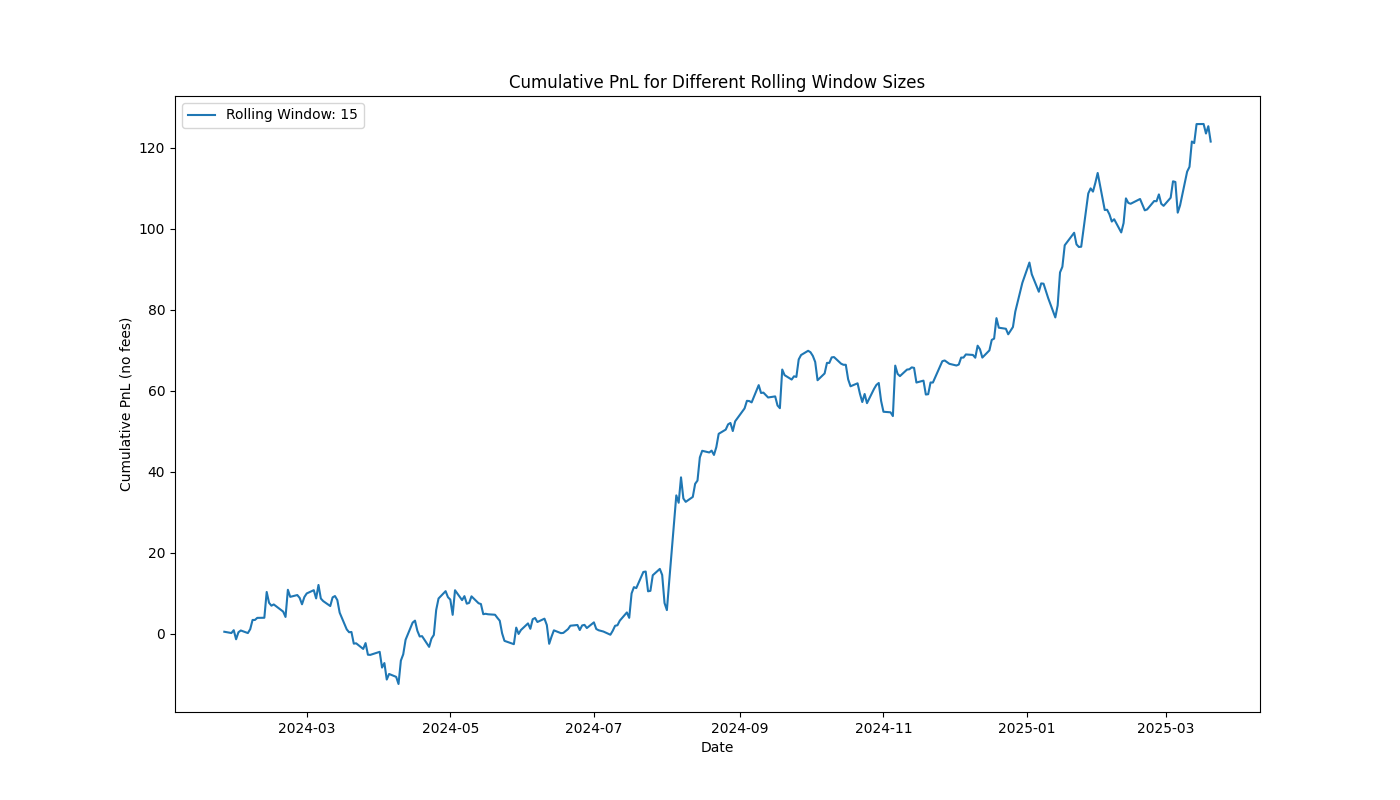 Cumulative PnL for Different Rolling Window Sizes
Rolling Window: 15
Cumulative PnL (no fees)
120
100
80
60
40
20
0
2024-03 2024-05 2024-07 2024-09 2024-11 2025-01 2025-03
Date